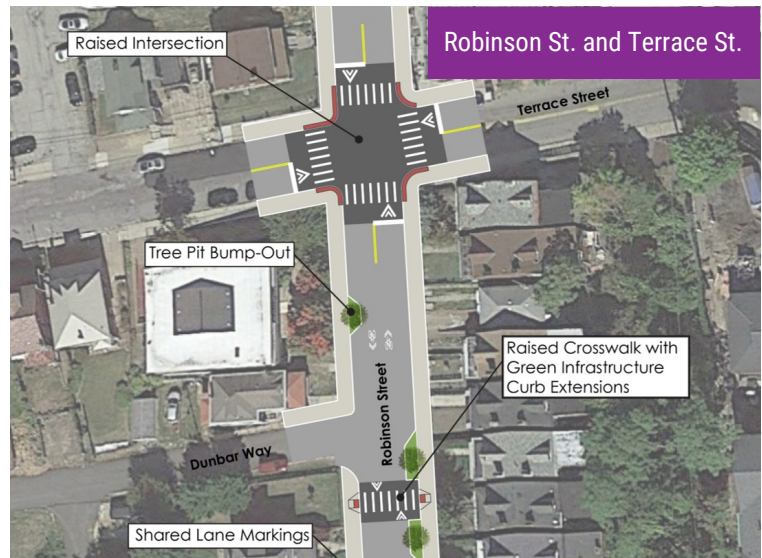 Raised Intersection
Robinson St. and Terrace St.
Terrace Street
Tree Pit Bump-Out
Raised Crosswalk with
Green Infrastructure
Curb Extensions
Robinson Street
Dunbar Way
Shared Lane Markings